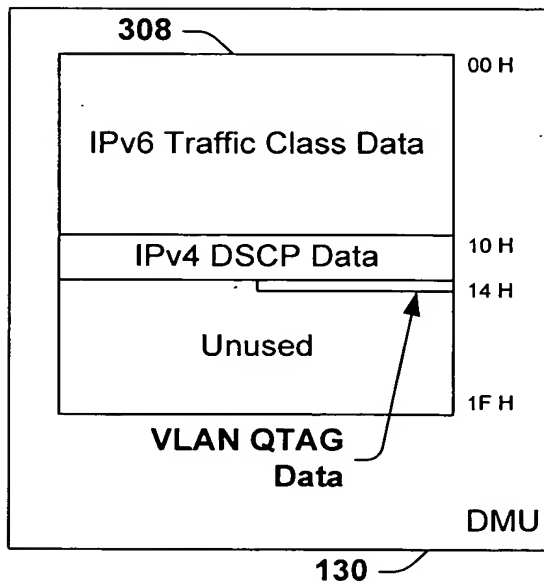 308
00 H
IPv6 Traffic Class Data
10 H
IPv4 DSCP Data
14 H
Unused
1F H
VLAN QTAG
Data
DMU
130